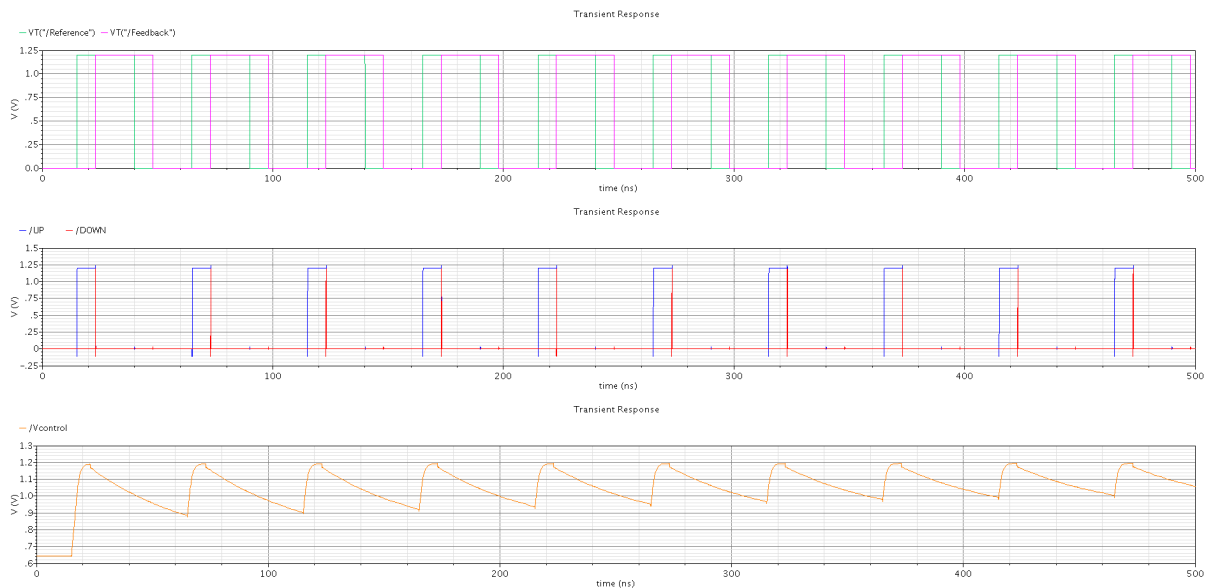 Transient Response
VT("/Reference") VT("/Feedback")
1.25
1.0
.75
.5
.25
0.0
V (V)
0 100 200 300 400 500
time (ns)
Transient Response
/UP /DOWN
1.5
1.25
1.0
.75
.5
.25
0
-.25
V (V)
0 100 200 300 400 500
time (ns)
Transient Response
/Vcontrol
1.3
1.2
1.1
1.0
.9
.8
.7
.6
V (V)
0 100 200 300 400 500
time (ns)